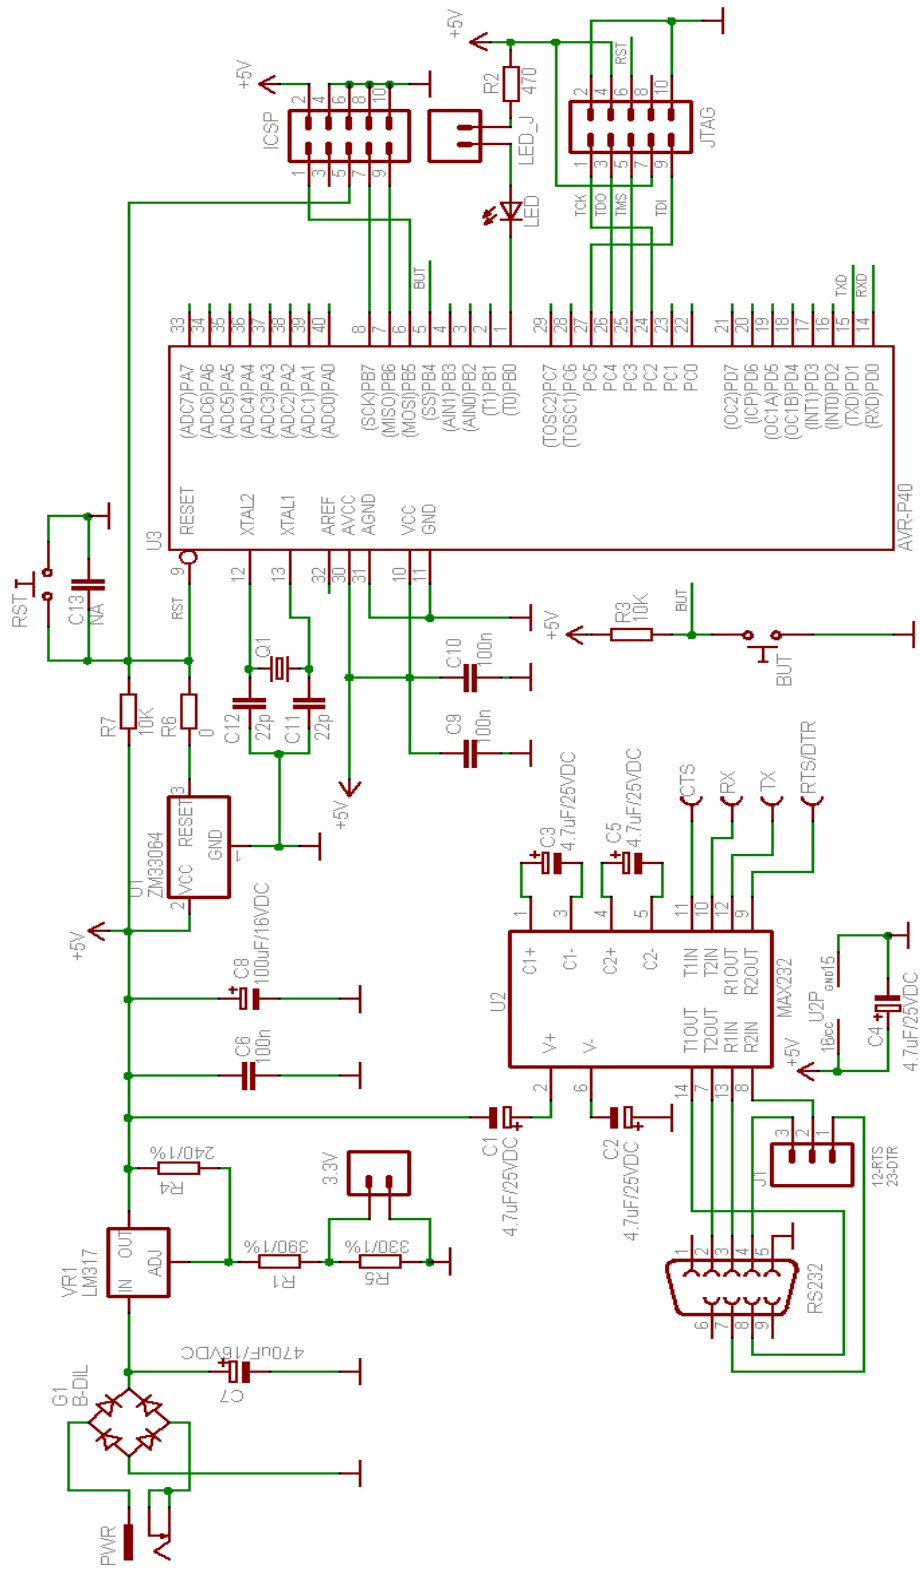 PWR
G1
B-DIL
C7
470uF/16VDC
VR1
LM317
IN
OUT
ADJ
R4
240/1%
R1
390/1%
R5
330/1%
3.3V
C6
100n
C8
100uF/16VDC
+5V
U1
ZM33064
VCC
RESET
GND
2
3
1
R7
10K
R6
0
RST
C13
NA
RST
C12
22p
C11
22p
Q1
+5V
C9
100n
C10
100n
U3
AVR-P40
9
RESET
12
XTAL2
13
XTAL1
32
AREF
30
AVCC
31
AGND
10
VCC
11
GND
(ADC7)PA7
33
(ADC6)PA6
34
(ADC5)PA5
35
(ADC4)PA4
36
(ADC3)PA3
37
(ADC2)PA2
38
(ADC1)PA1
39
(ADC0)PA0
40
(SCK)PB7
8
(MISO)PB6
7
(MOSI)PB5
6
(SS)PB4
5
(AIN1)PB3
4
(AIN0)PB2
3
(T1)PB1
2
(T0)PB0
1
(TOSC2)PC7
29
(TOSC1)PC6
28
PC5
27
PC4
26
PC3
25
PC2
24
PC1
23
PC0
22
(OC2)PD7
21
(ICP)PD6
20
(OC1A)PD5
19
(OC1B)PD4
18
(INT1)PD3
17
(INT0)PD2
16
(TXD)PD1
15
TXD
(RXD)PD0
14
RXD
BUT
ICSP
1
2
3
4
5
6
7
8
9
10
+5V
LED
LED_J
R2
470
+5V
JTAG
1
2
3
4
5
6
7
8
9
10
TCK
TDO
TMS
TDI
RST
+5V
R3
10K
BUT
BUT
C1
4.7uF/25VDC
C2
4.7uF/25VDC
U2
MAX232
2
V+
6
V-
14
T1OUT
7
T2OUT
13
R1IN
8
R2IN
C1+
1
C1-
3
C2+
4
C2-
5
T1IN
11
T2IN
10
R1OUT
12
R2OUT
9
C3
4.7uF/25VDC
C5
4.7uF/25VDC
CTS
RX
TX
RTS/DTR
+5V
16
VCC
U2P
GND
15
C4
4.7uF/25VDC
J1
3
2
1
12-RTS
23-DTR
RS232
1
2
3
4
5
6
7
8
9